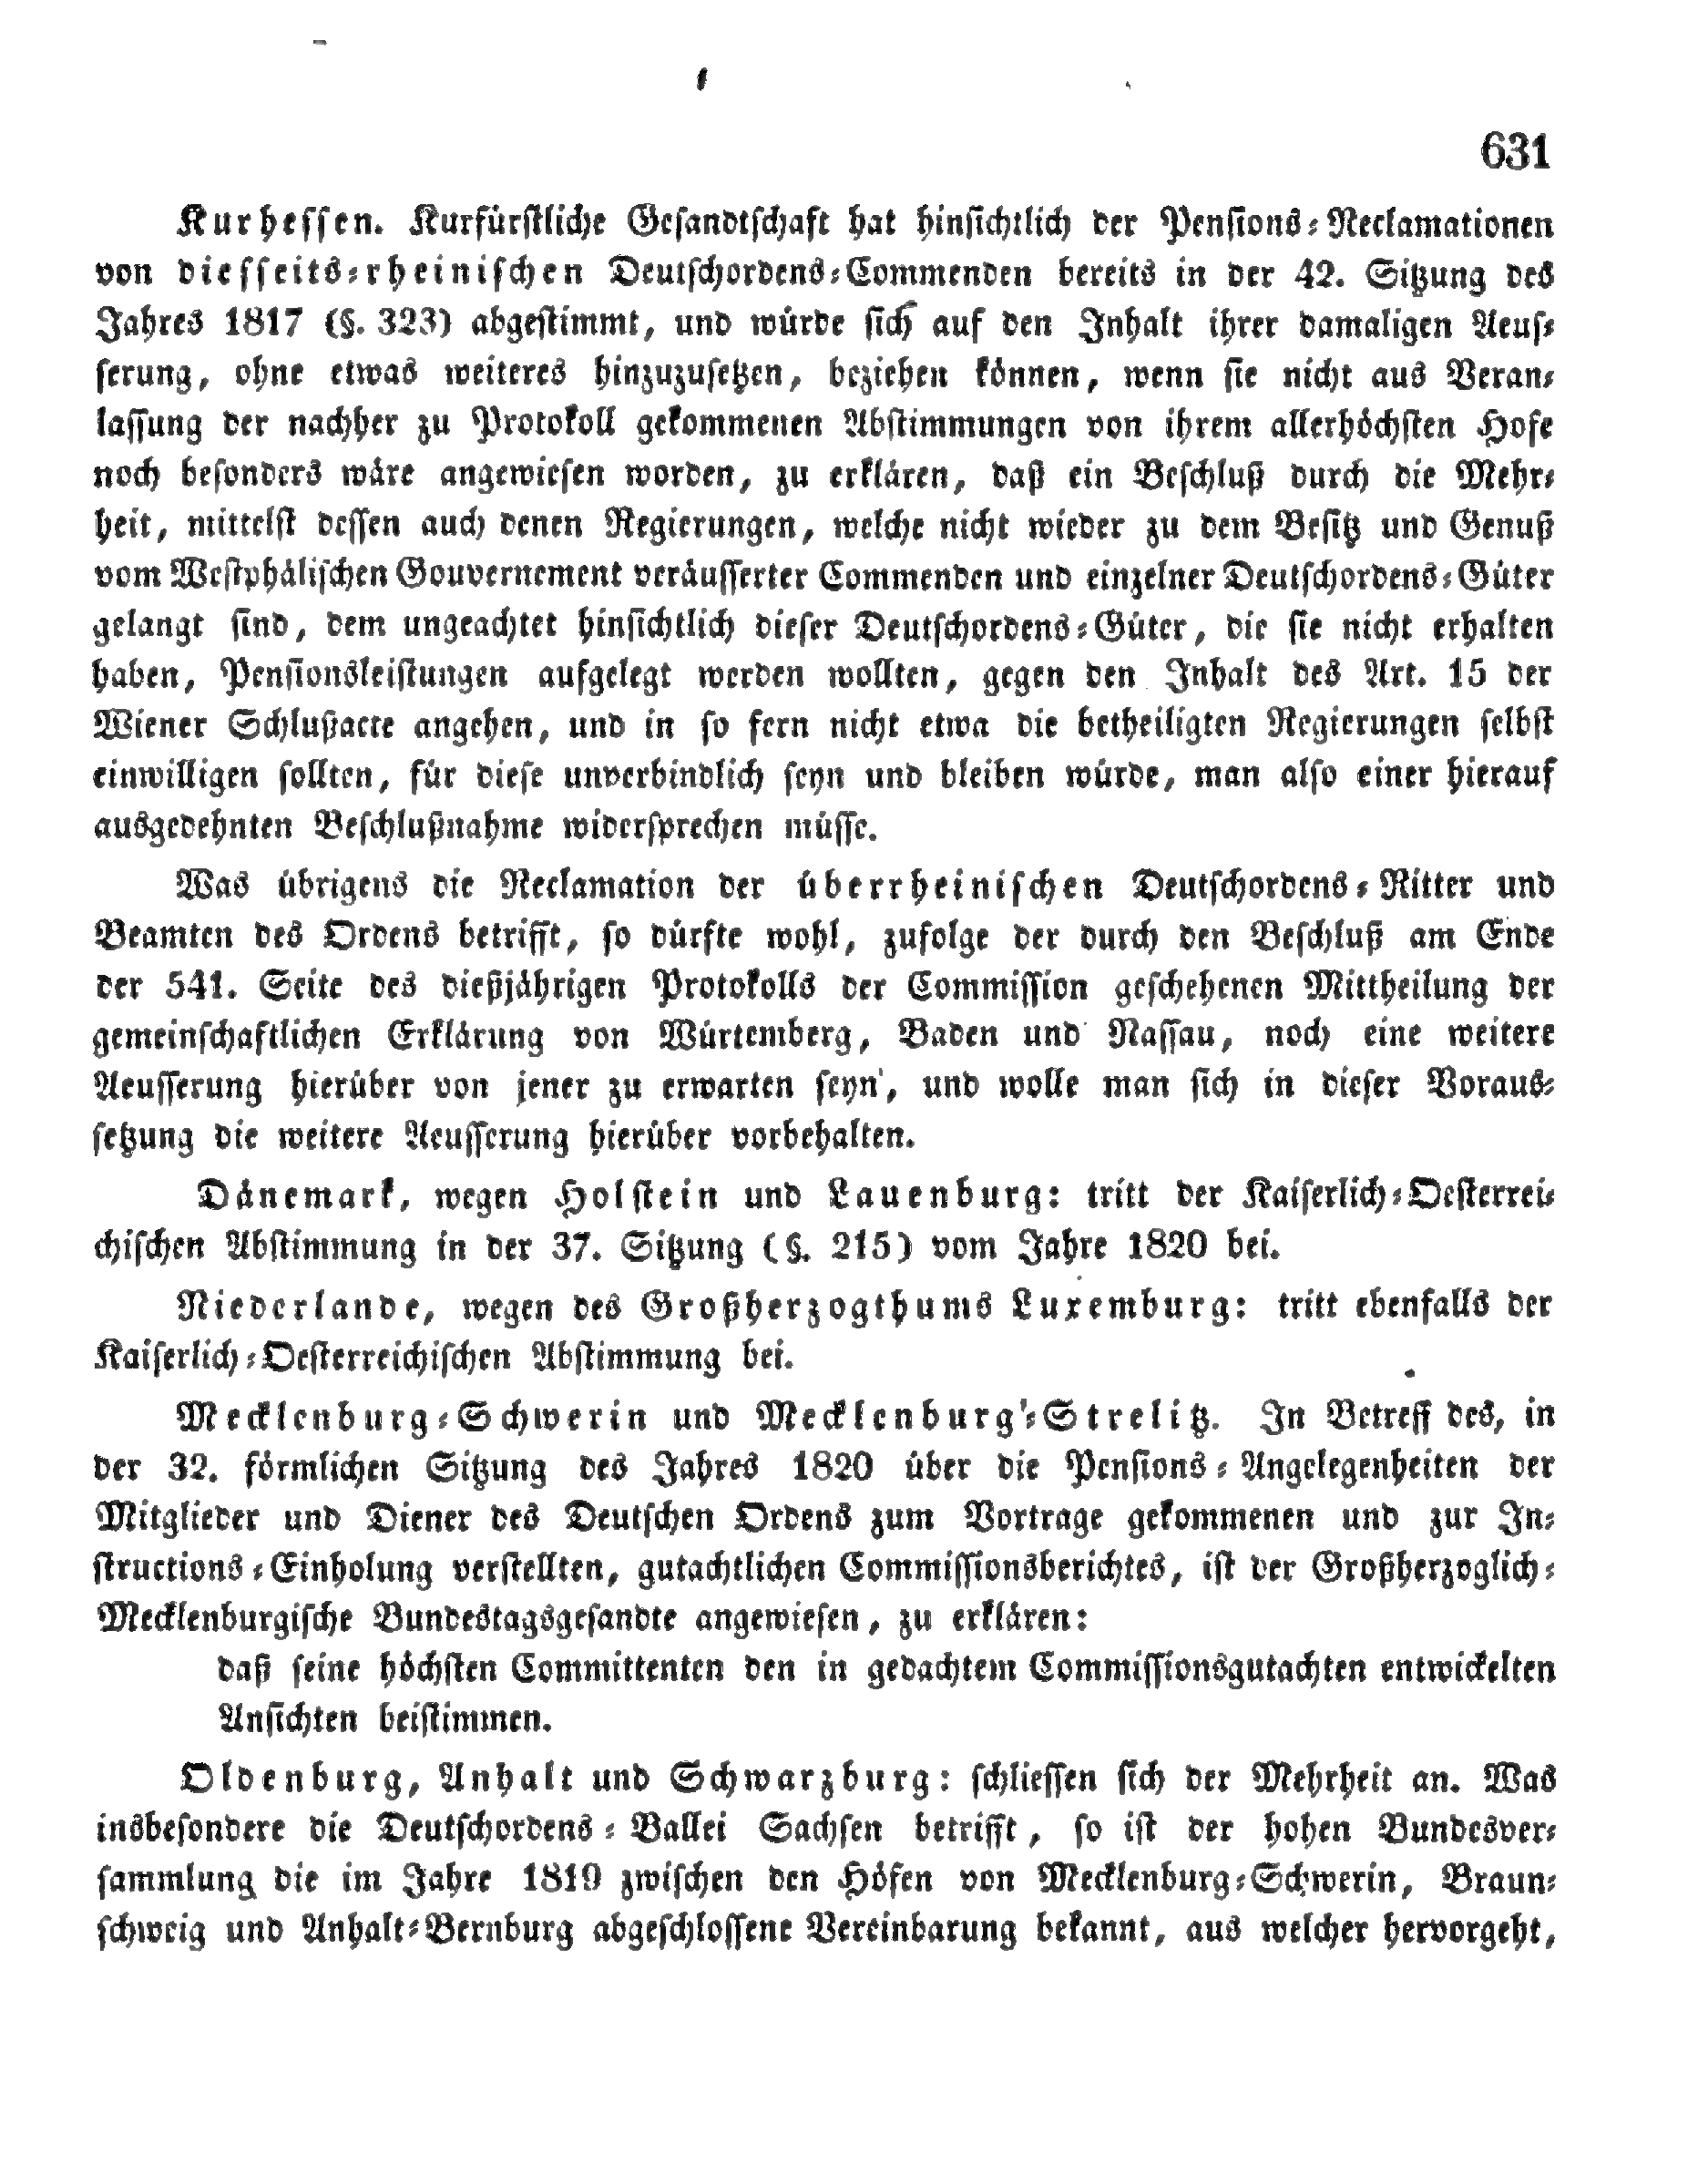 631
Kurhessen. Kurfürstliche Gesandtschaft hat hinsichtlich der Pensions-Reclamationen
von diesseits-rheinischen Deutschordens-Commenden bereits in der 42. Sitzung des
Jahres 1817 (§. 323) abgestimmt, und würde sich auf den Inhalt ihrer damaligen Aeus-
serung, ohne etwas weiteres hinzuzusetzen, beziehen können, wenn sie nicht aus Veran-
lassung der nachher zu Protokoll gekommenen Abstimmungen von ihrem allerhöchsten Hofe
noch besonders wäre angewiesen worden, zu erklären, daß ein Beschluß durch die Mehr-
heit, mittelst dessen auch denen Regierungen, welche nicht wieder zu dem Besitz und Genuß
vom Westphälischen Gouvernement veräusserter Commenden und einzelner Deutschordens-Güter
gelangt sind, dem ungeachtet hinsichtlich dieser Deutschordens-Güter, die sie nicht erhalten
haben, Pensionsleistungen aufgelegt werden wollten, gegen den Inhalt des Art. 15 der
Wiener Schlußacte angehen, und in so fern nicht etwa die betheiligten Regierungen selbst
einwilligen sollten, für diese unverbindlich seyn und bleiben würde, man also einer hierauf
ausgedehnten Beschlußnahme widersprechen müsse.
Was übrigens die Reclamation der überrheinischen Deutschordens-Ritter und
Beamten des Ordens betrifft, so dürfte wohl, zufolge der durch den Beschluß am Ende
der 541. Seite des dießjährigen Protokolls der Commission geschehenen Mittheilung der
gemeinschaftlichen Erklärung von Würtemberg, Baden und Nassau, noch eine weitere
Aeusserung hierüber von jener zu erwarten seyn, und wolle man sich in dieser Voraus-
setzung die weitere Aeusserung hierüber vorbehalten.
Dänemark, wegen Holstein und Lauenburg: tritt der Kaiserlich-Oesterrei-
chischen Abstimmung in der 37. Sitzung (§. 215) vom Jahre 1820 bei.
Niederlande, wegen des Großherzogthums Luxemburg: tritt ebenfalls der
Kaiserlich-Oesterreichischen Abstimmung bei.
Mecklenburg-Schwerin und Mecklenburg-Strelitz. In Betreff des, in
der 32. förmlichen Sitzung des Jahres 1820 über die Pensions-Angelegenheiten der
Mitglieder und Diener des Deutschen Ordens zum Vortrage gekommenen und zur In-
structions-Einholung verstellten, gutachtlichen Commissionsberichtes, ist der Großherzoglich-
Mecklenburgische Bundestagsgesandte angewiesen, zu erklären:
daß seine höchsten Committenten den in gedachtem Commissionsgutachten entwickelten
Ansichten beistimmen.
Oldenburg, Anhalt und Schwarzburg: schliessen sich der Mehrheit an. Was
insbesondere die Deutschordens-Ballei Sachsen betrifft, so ist der hohen Bundesver-
sammlung die im Jahre 1819 zwischen den Höfen von Mecklenburg-Schwerin, Braun-
schweig und Anhalt-Bernburg abgeschlossene Vereinbarung bekannt, aus welcher hervorgeht,